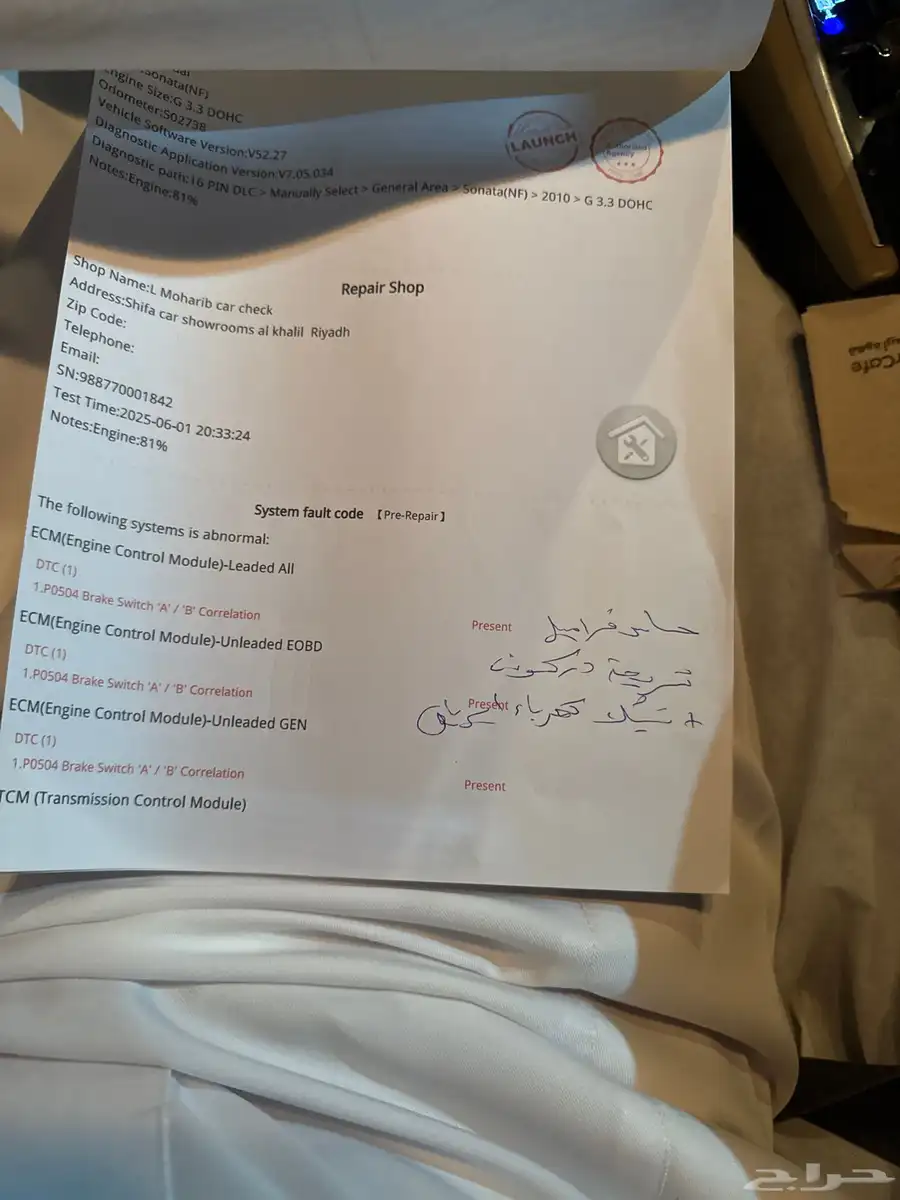 Sonata(NF)
Engine Size:G 3.3 DOHC
Odometer:502738
Vehicle Software Version:V52.27
Diagnostic Application Version:V7.05.034
Diagnostic path:16 PIN DLC > Manually Select > General Area > Sonata(NF) > 2010 > G 3.3 DOHC
Notes:Engine:81%
LAUNCH
Repair Shop
Shop Name:L Moharib car check
Address:Shifa car showrooms al khalil Riyadh
Zip Code:
Telephone:
Email:
SN:988770001842
Test Time:2025-06-01 20:33:24
Notes:Engine:81%
System fault code 【Pre-Repair】
The following systems is abnormal:
ECM(Engine Control Module)-Leaded All
DTC (1)
1.P0504 Brake Switch 'A' / 'B' Correlation Present
حساس فراميل
ECM(Engine Control Module)-Unleaded EOBD
DTC (1)
1.P0504 Brake Switch 'A' / 'B' Correlation Present
كهرباء
ECM(Engine Control Module)-Unleaded GEN
DTC (1)
1.P0504 Brake Switch 'A' / 'B' Correlation Present
TCM (Transmission Control Module)
حراج